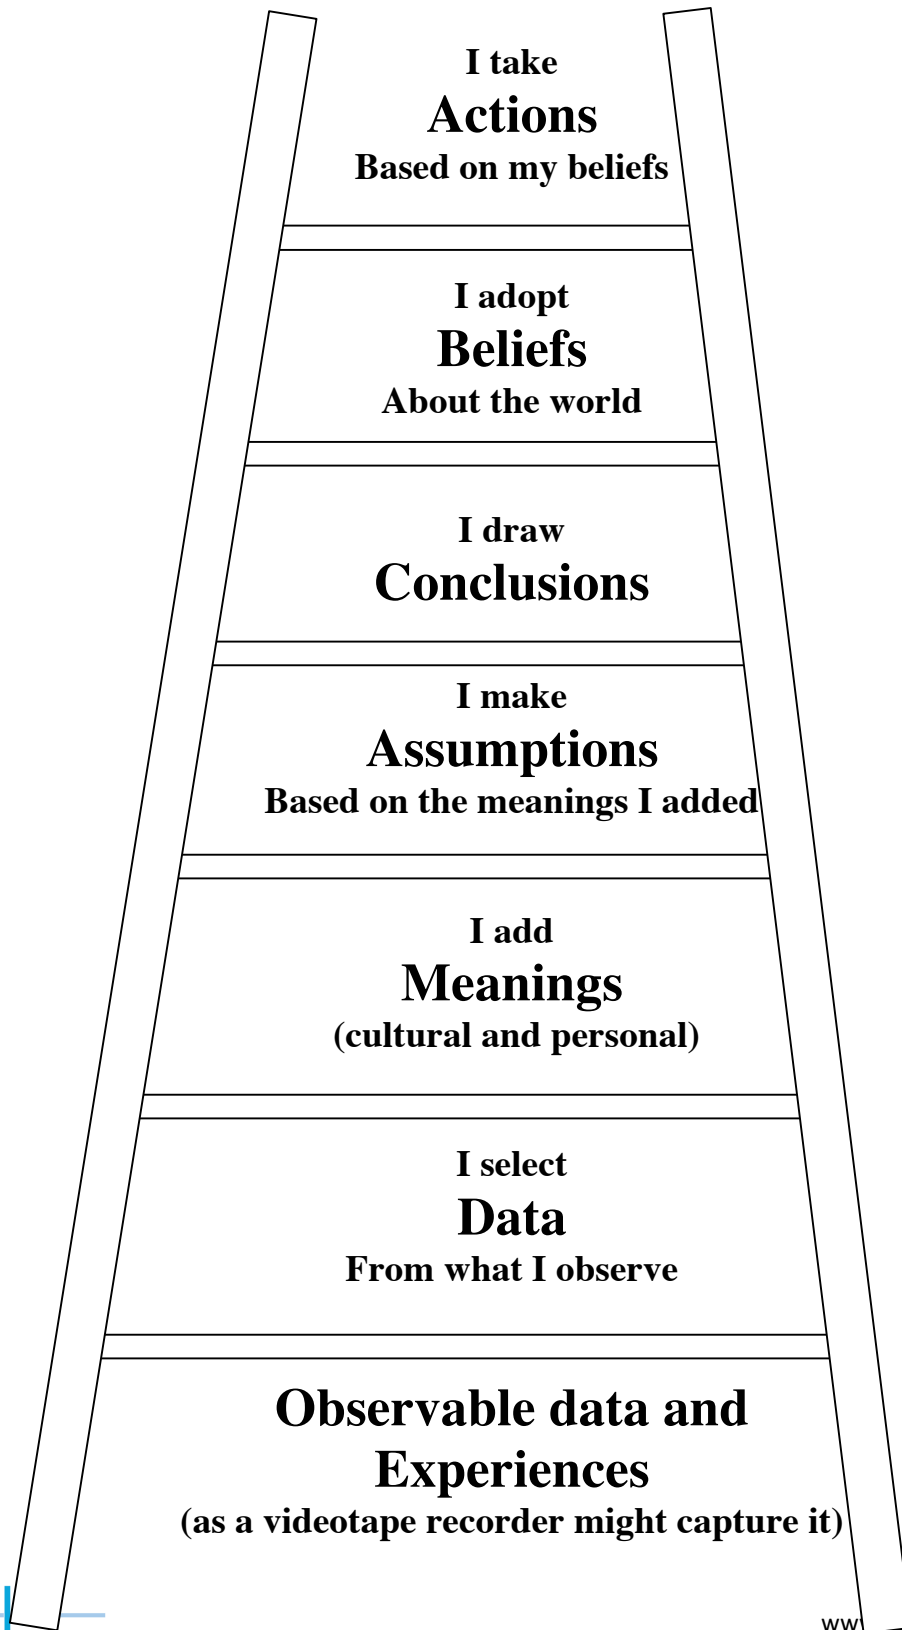 I take
Actions
Based on my beliefs
I adopt
Beliefs
About the world
I draw
Conclusions
I make
Assumptions
Based on the meanings I added
I add
Meanings
(cultural and personal)
I select
Data
From what I observe
Observable data and
Experiences
(as a videotape recorder might capture it)